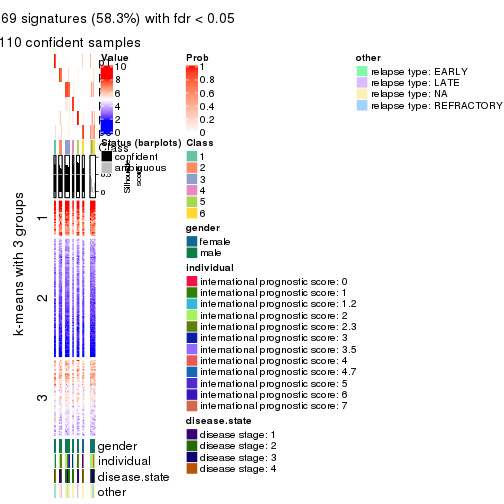 69 signatures (58.3%) with fdr < 0.05
110 confident samples
Value
10
8
6
4
2
0
Prob
1
0.8
0.6
0.4
0.2
0
other
relapse type: EARLY
relapse type: LATE
relapse type: NA
relapse type: REFRACTORY
Status (barplots)
confident
ambiguous
Class
1
2
3
4
5
6
Class
Silhouette
score
0
k-means with 3 groups
1
2
3
gender
female
male
individual
international prognostic score: 0
international prognostic score: 1
international prognostic score: 1.2
international prognostic score: 2
international prognostic score: 2.3
international prognostic score: 3
international prognostic score: 3.5
international prognostic score: 4
international prognostic score: 4.7
international prognostic score: 5
international prognostic score: 6
international prognostic score: 7
disease.state
disease stage: 1
disease stage: 2
disease stage: 3
disease stage: 4
gender
individual
disease.state
other